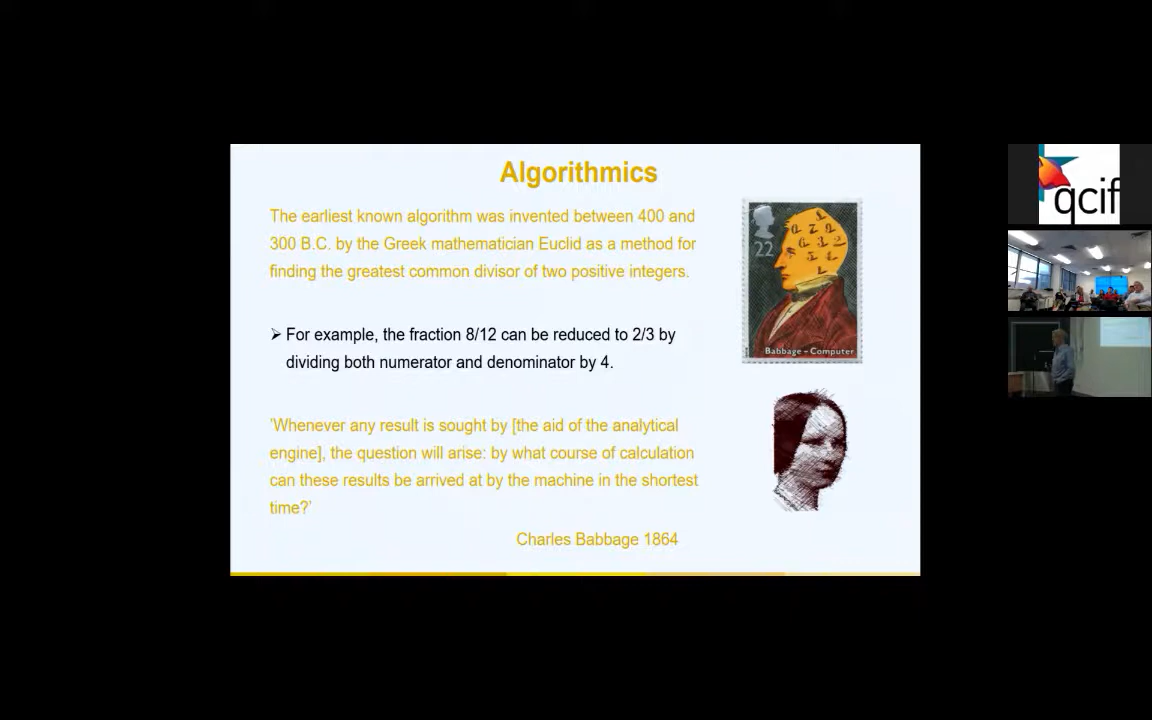 Algorithmics
The earliest known algorithm was invented between 400 and
300 B.C. by the Greek mathematician Euclid as a method for
finding the greatest common divisor of two positive integers.
➢ For example, the fraction 8/12 can be reduced to 2/3 by
dividing both numerator and denominator by 4.
'Whenever any result is sought by [the aid of the analytical
engine], the question will arise: by what course of calculation
can these results be arrived at by the machine in the shortest
time?'
Charles Babbage 1864
22
Babbage - Computer
qcif